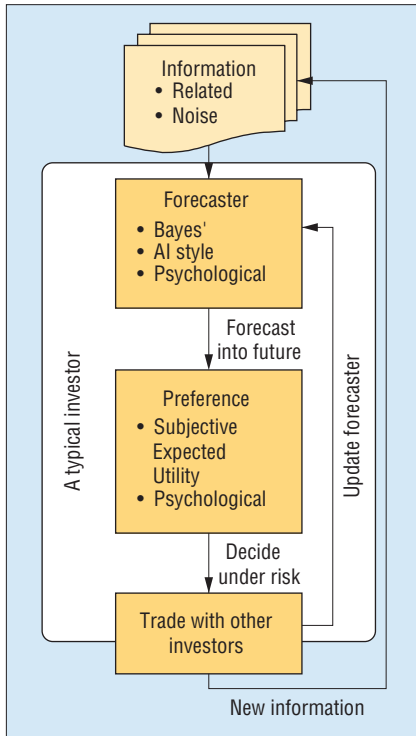 Information
• Related
• Noise
Forecaster
• Bayes'
• AI style
• Psychological
Forecast
into future
Preference
• Subjective
Expected
Utility
• Psychological
Decide
under risk
Trade with other
investors
A typical investor
Update forecaster
New information